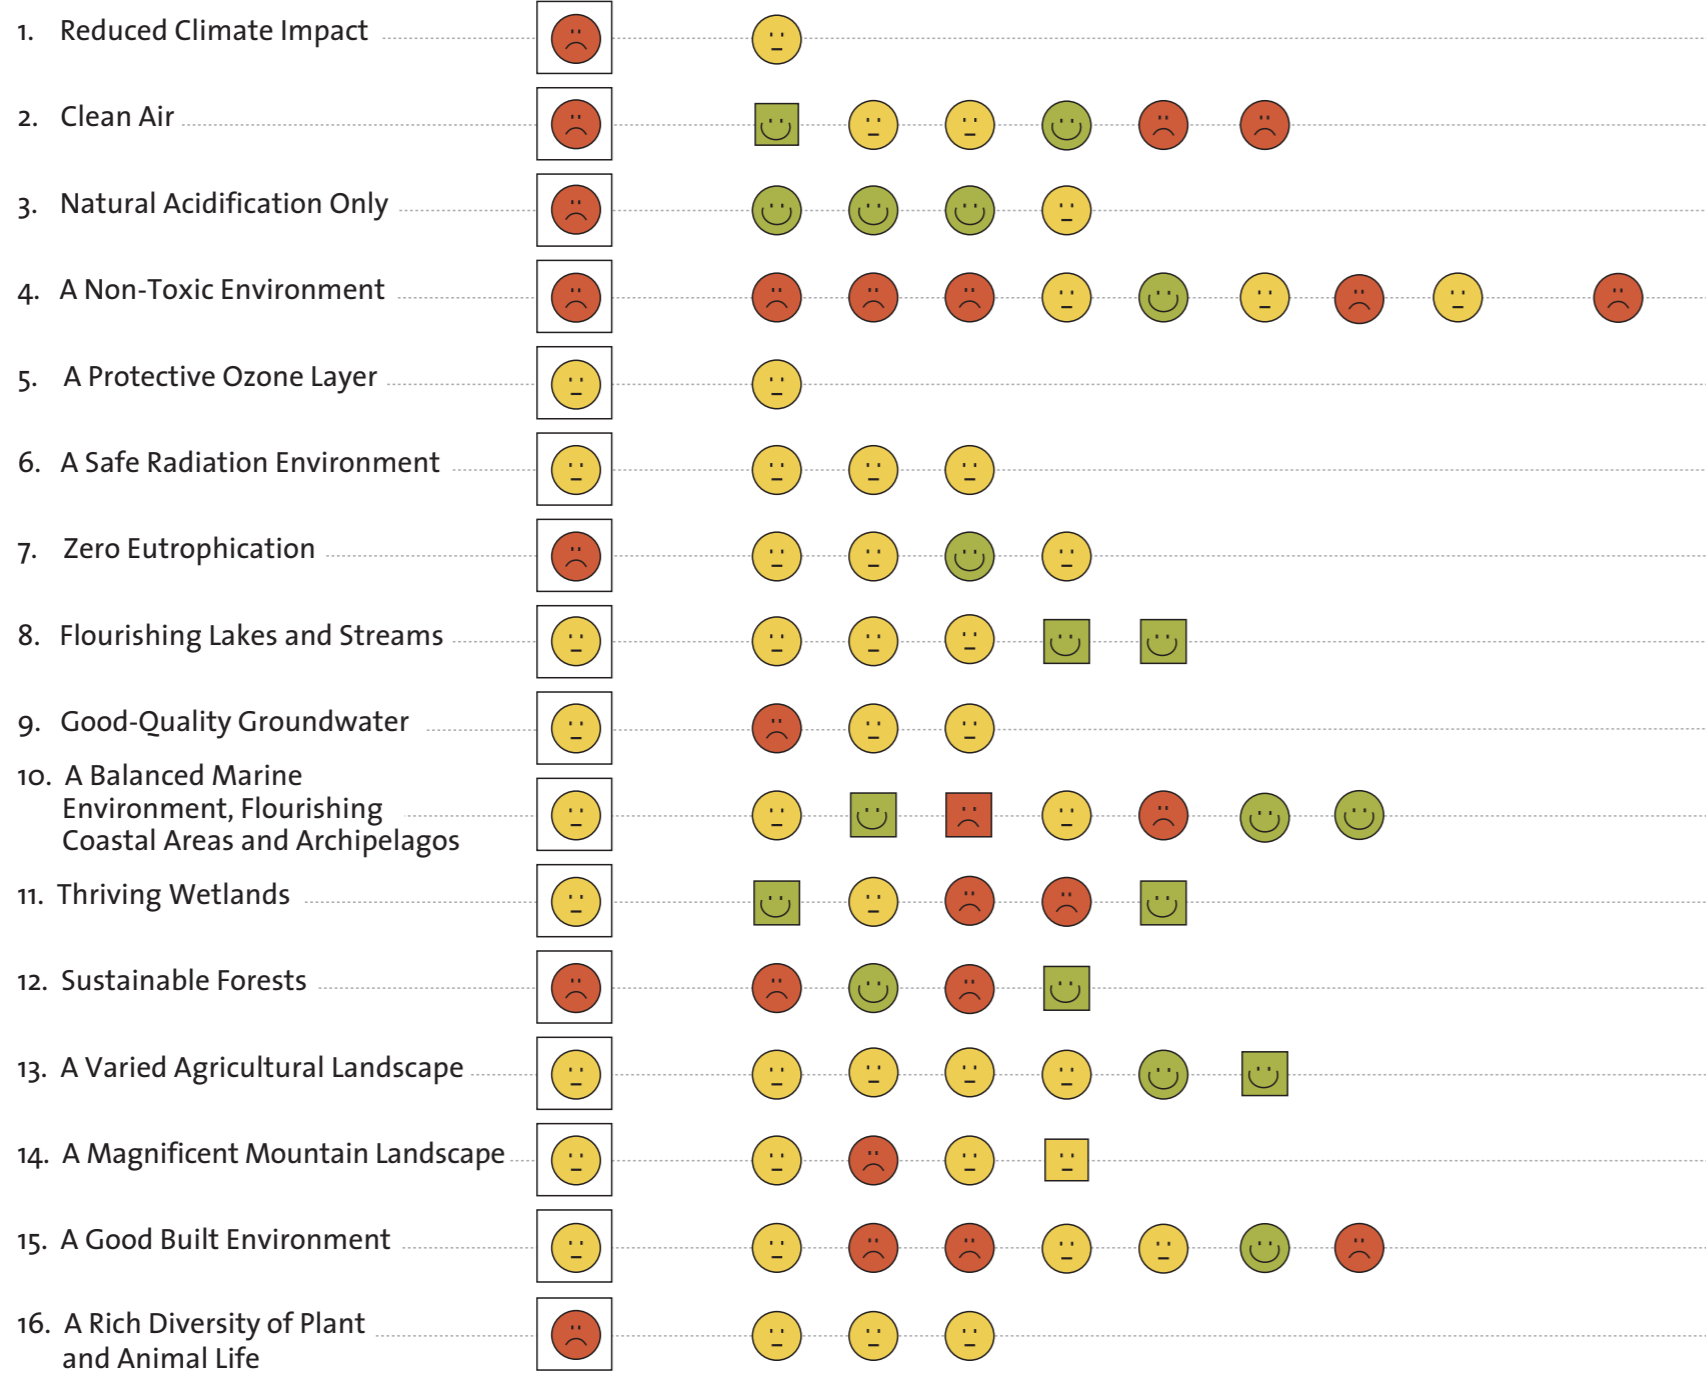 1. Reduced Climate Impact
2. Clean Air
3. Natural Acidification Only
4. A Non-Toxic Environment
5. A Protective Ozone Layer
6. A Safe Radiation Environment
7. Zero Eutrophication
8. Flourishing Lakes and Streams
9. Good-Quality Groundwater
10. A Balanced Marine
Environment, Flourishing
Coastal Areas and Archipelagos
11. Thriving Wetlands
12. Sustainable Forests
13. A Varied Agricultural Landscape
14. A Magnificent Mountain Landscape
15. A Good Built Environment
16. A Rich Diversity of Plant
and Animal Life